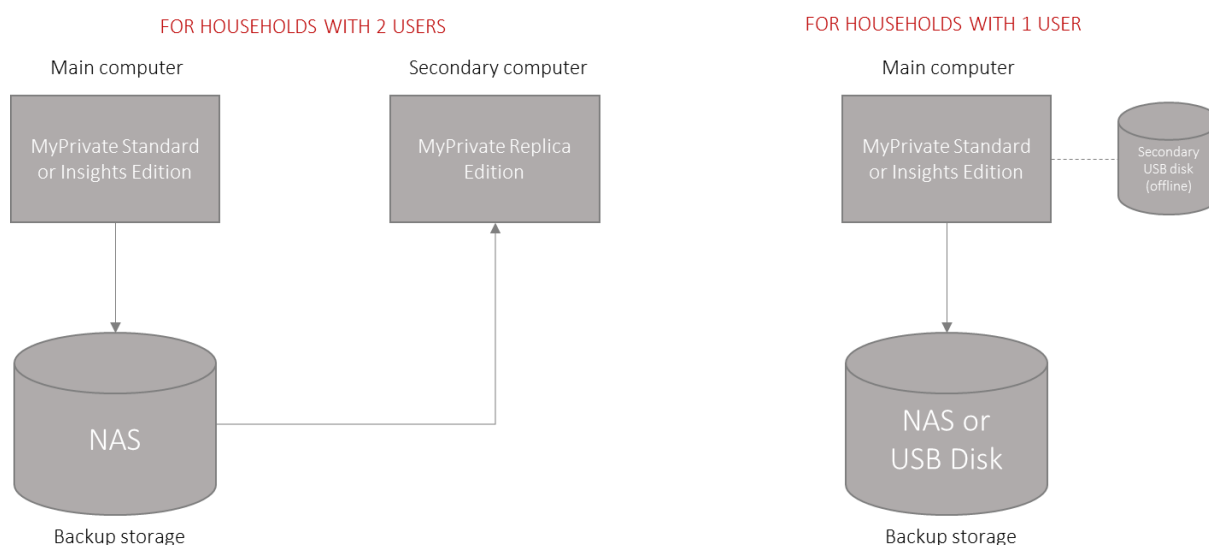 FOR HOUSEHOLDS WITH 2 USERS
Main computer
Secondary computer
MyPrivate Standard
or Insights Edition
MyPrivate Replica
Edition
NAS
Backup storage
FOR HOUSEHOLDS WITH 1 USER
Main computer
MyPrivate Standard
or Insights Edition
Secondary
USB disk
(offline)
NAS or
USB Disk
Backup storage